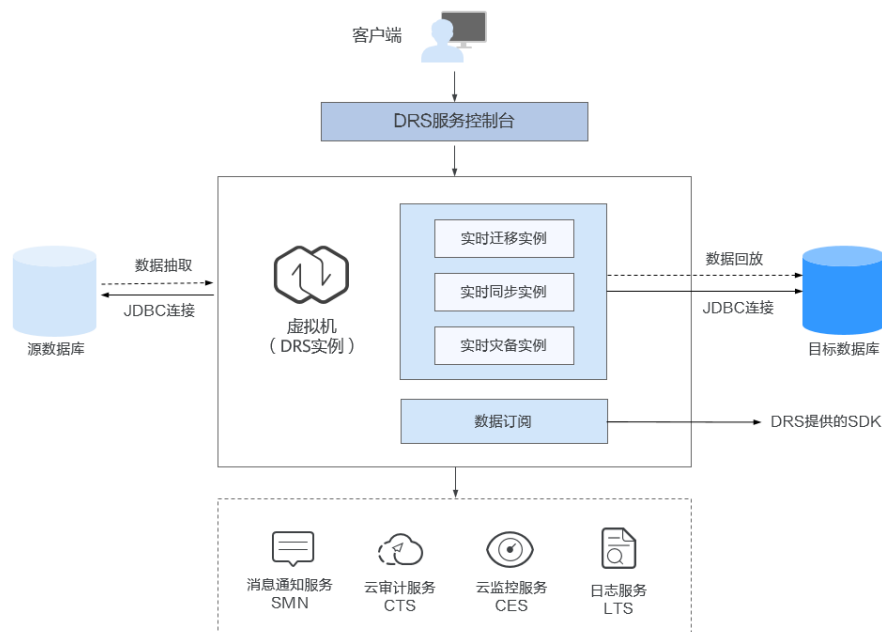 客户端
DRS服务控制台
实时迁移实例
数据抽取
数据回放
实时同步实例
JDBC连接
JDBC连接
虚拟机
（DRS实例）
源数据库
实时灾备实例
目标数据库
数据订阅
DRS提供的SDK
消息通知服务
SMN
云审计服务
CTS
云监控服务
CES
日志服务
LTS